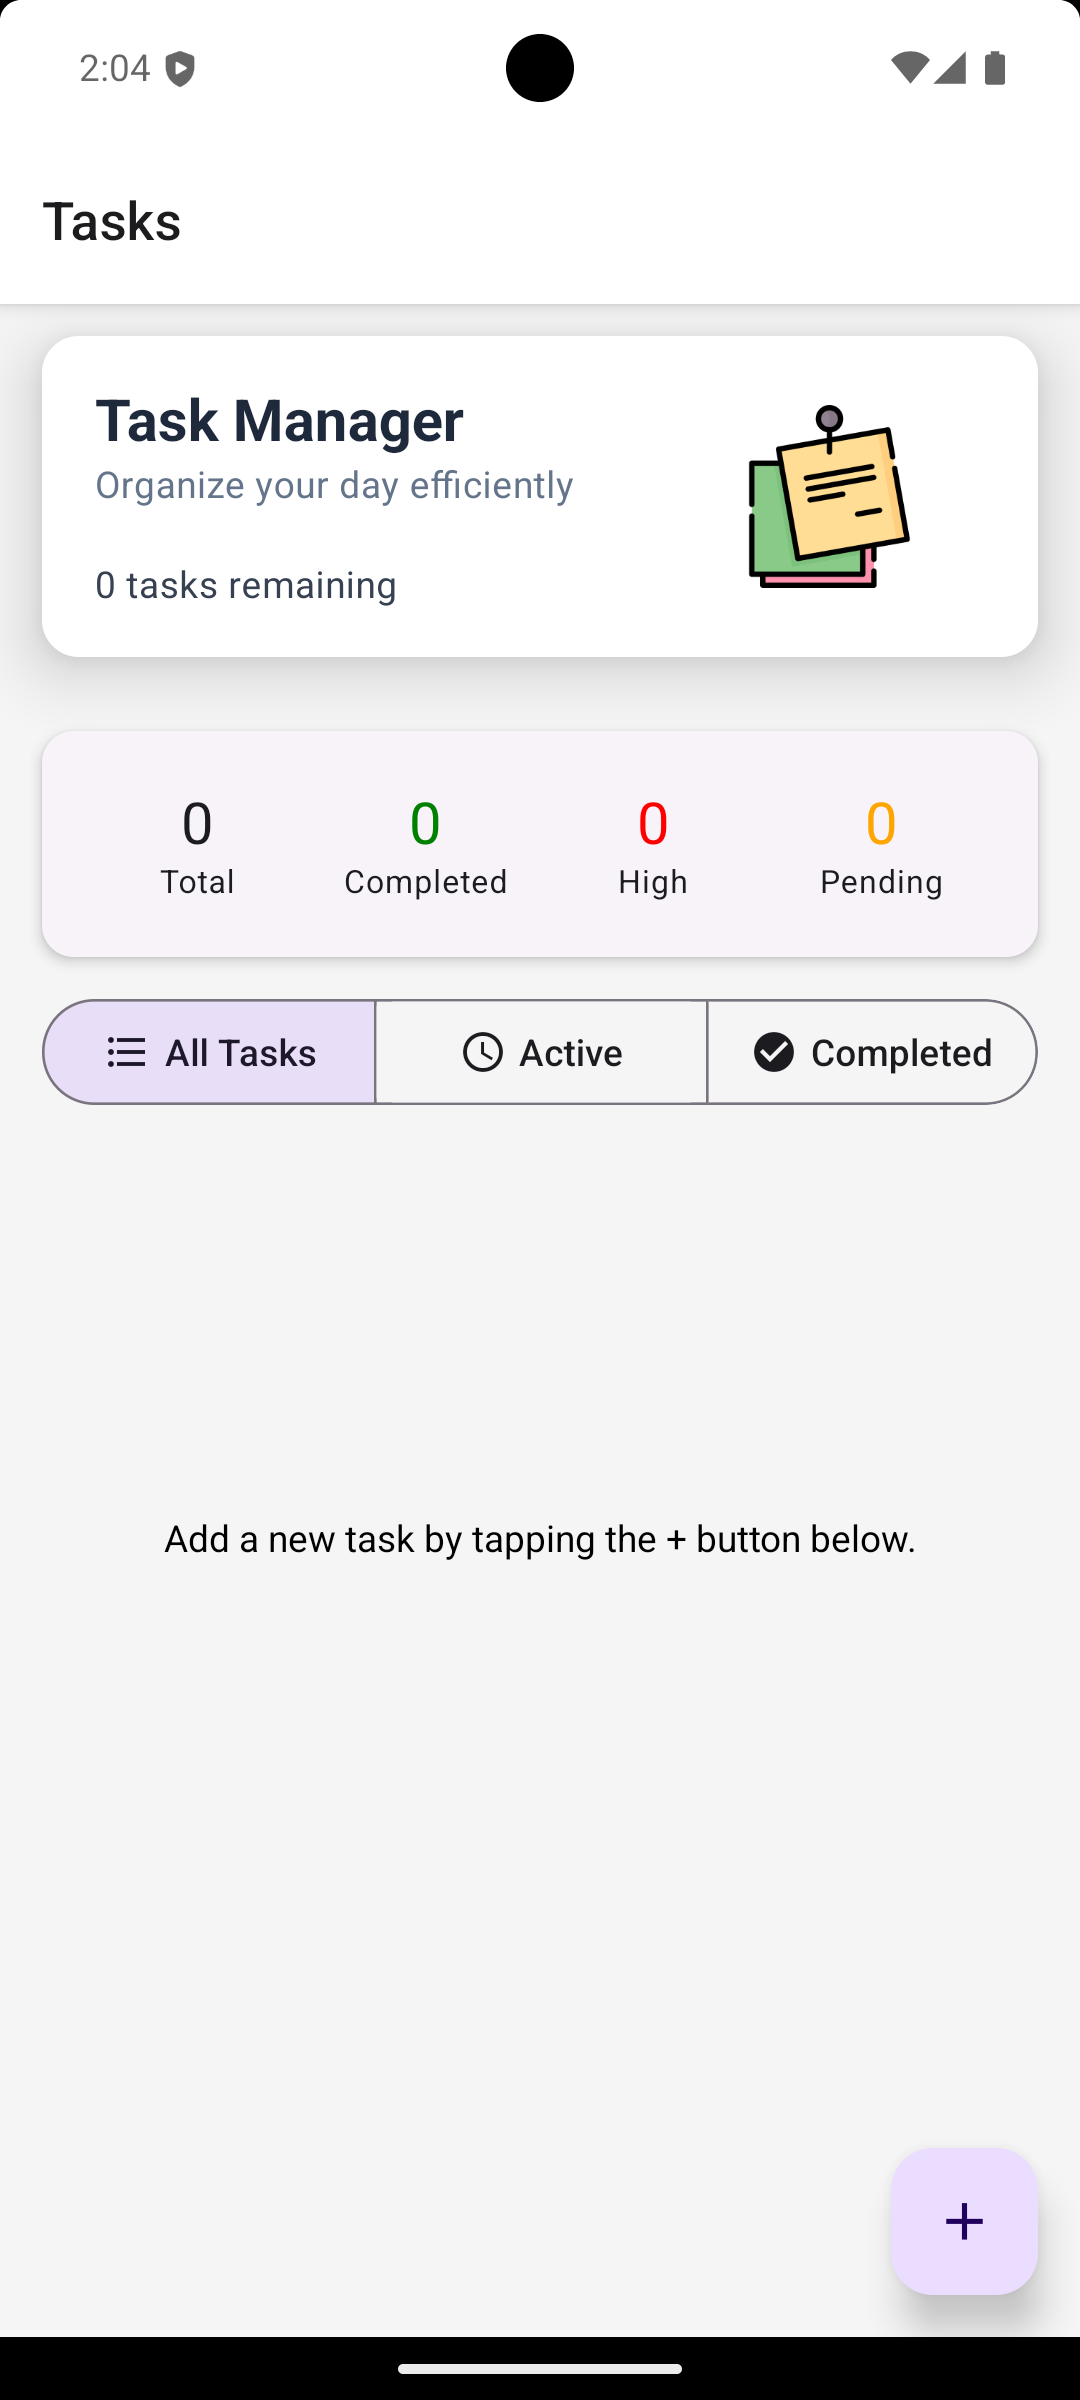 2:04
Tasks
Task Manager
Organize your day efficiently
0 tasks remaining
0 0 0 0
Total Completed High Pending
All Tasks Active Completed
Add a new task by tapping the + button below.
+